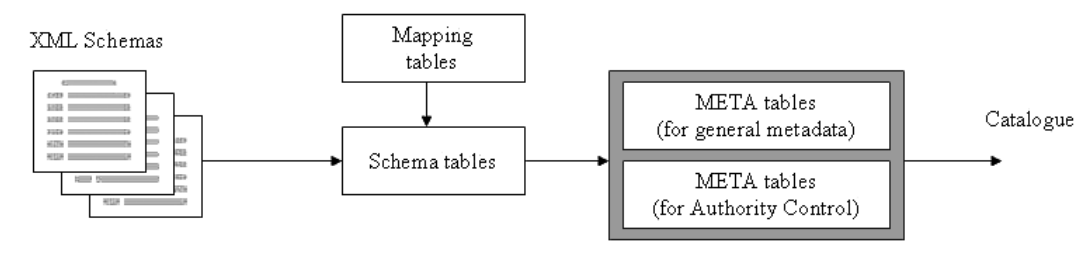 XML Schemas
Mapping
tables
Schema tables
META tables
(for general metadata)
META tables
(for Authority Control)
Catalogue